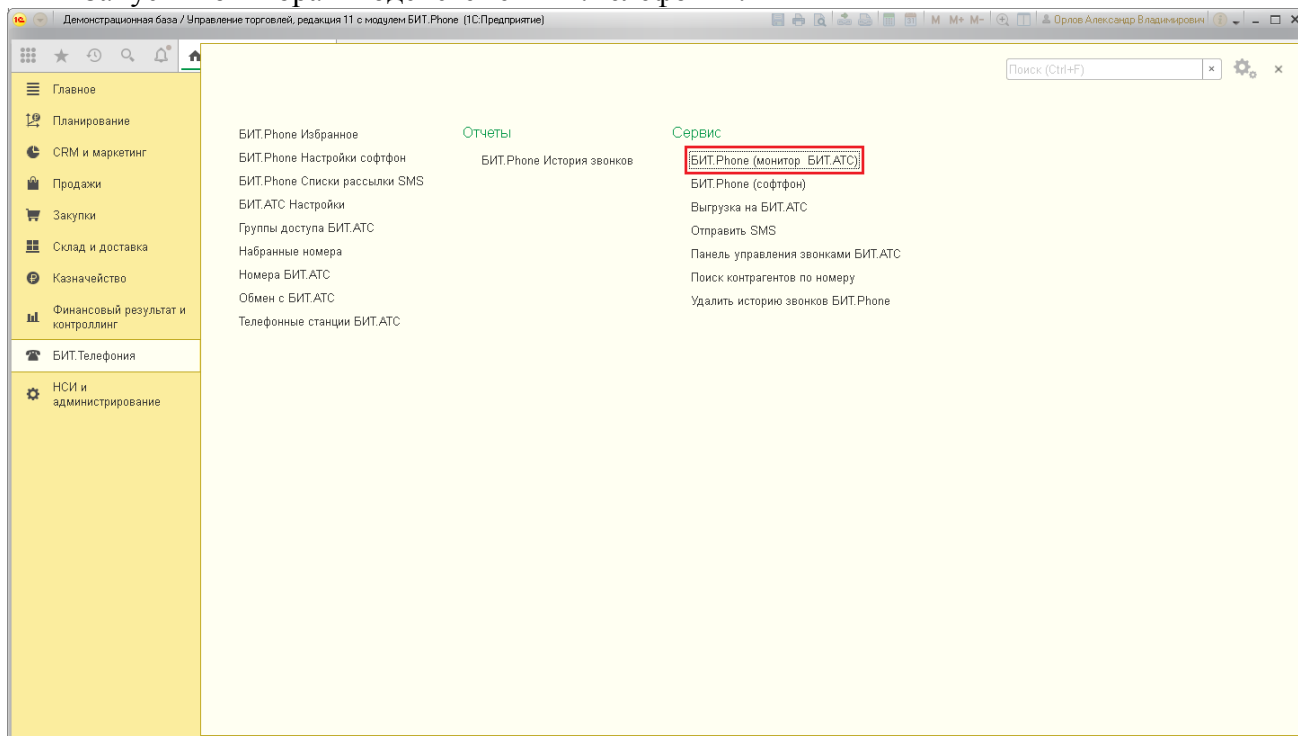 Демонстрационная база / Управление торговлей, редакция 11 с модулем БИТ.Phone (1С:Предприятие)
M M+ M-
Орлов Александр Владимирович
Поиск (Ctrl+F)
Главное
Планирование
CRM и маркетинг
Продажи
Закупки
Склад и доставка
Казначейство
Финансовый результат и
контроллинг
БИТ.Телефония
НСИ и
администрирование
БИТ.Phone Избранное
БИТ.Phone Настройки софтфон
БИТ.Phone Списки рассылки SMS
БИТ.АТС Настройки
Группы доступа БИТ.АТС
Набранные номера
Номера БИТ.АТС
Обмен с БИТ.АТС
Телефонные станции БИТ.АТС
Отчеты
БИТ.Phone История звонков
Сервис
БИТ.Phone (монитор БИТ.АТС)
БИТ.Phone (софтфон)
Выгрузка на БИТ.АТС
Отправить SMS
Панель управления звонками БИТ.АТС
Поиск контрагентов по номеру
Удалить историю звонков БИТ.Phone